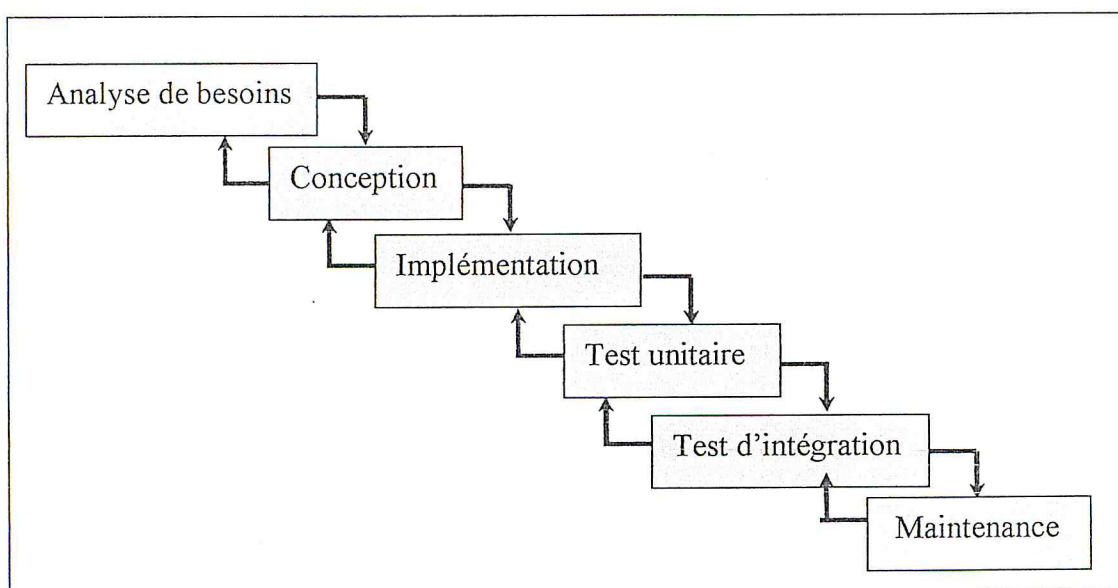 Analyse de besoins
Conception
Implémentation
Test unitaire
Test d'intégration
Maintenance